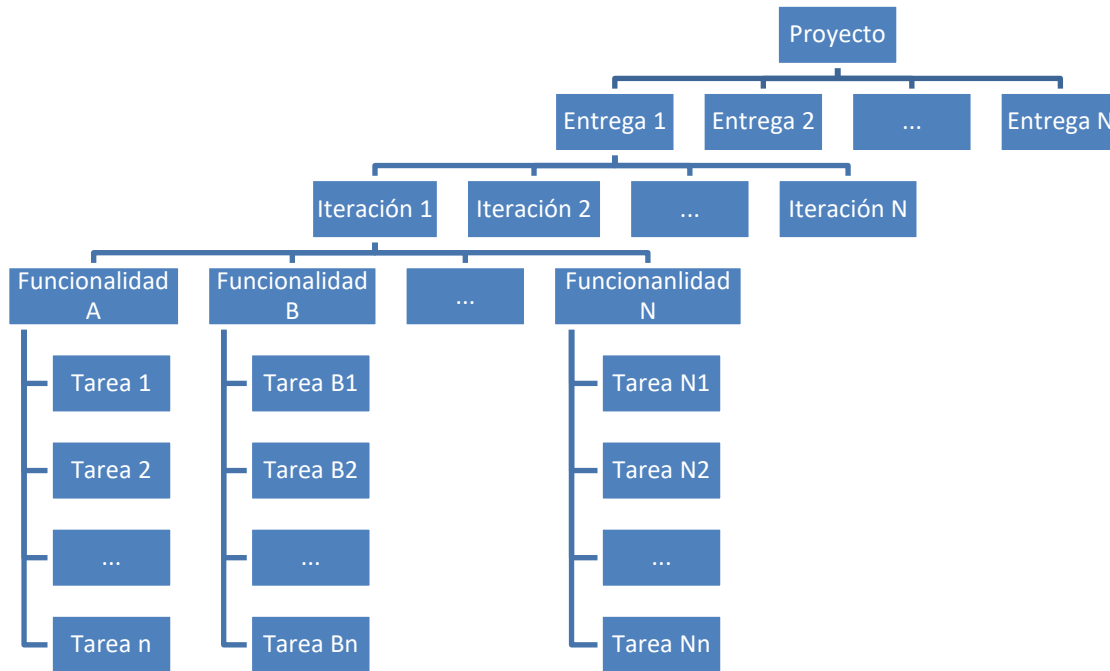 Proyecto
Entrega 1
Entrega 2
...
Entrega N
Iteración 1
Iteración 2
...
Iteración N
Funcionalidad
A
Funcionalidad
B
...
Funcionanlidad
N
Tarea 1
Tarea B1
Tarea N1
Tarea 2
Tarea B2
Tarea N2
...
...
...
Tarea n
Tarea Bn
Tarea Nn